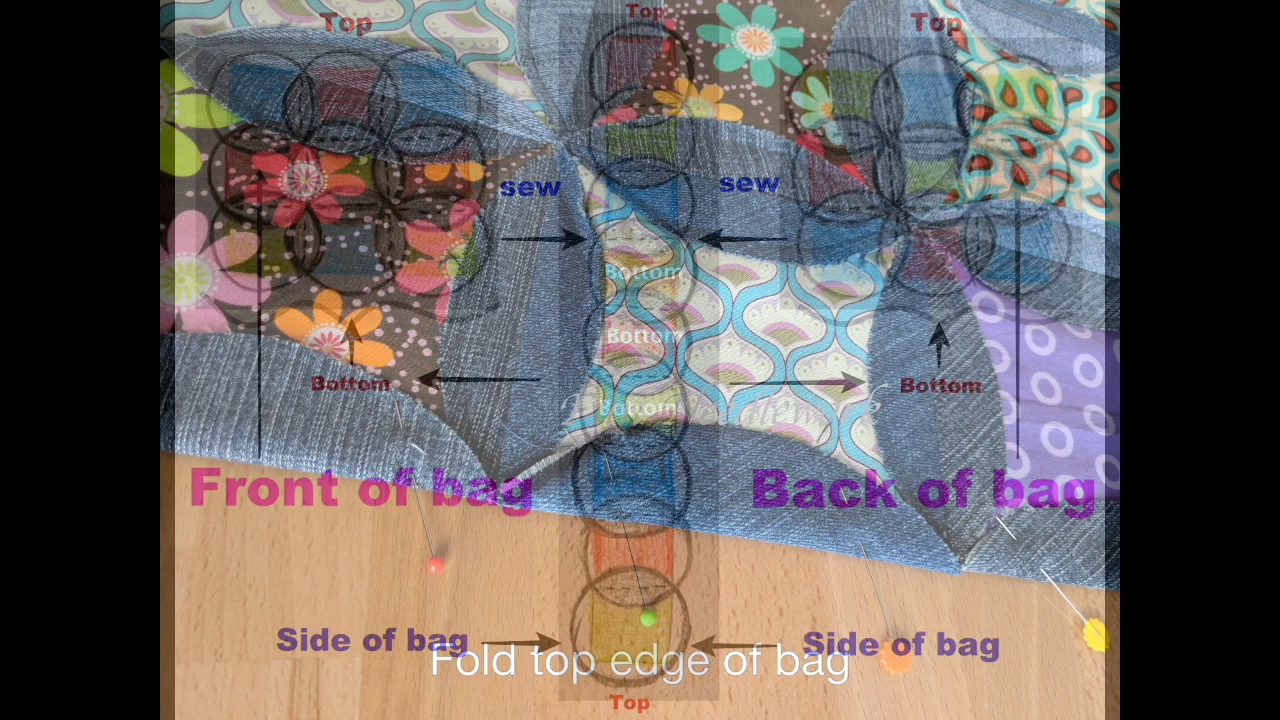 Top Top Top
sew sew
Bottom
Bottom
Bottom Bottom
Bottom
Front of bag Back of bag
Side of bag Side of bag
Fold top edge of bag
Top